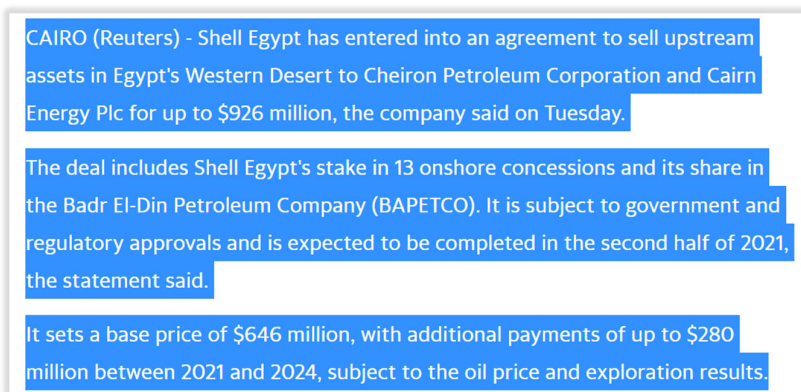 CAIRO (Reuters) - Shell Egypt has entered into an agreement to sell upstream
assets in Egypt's Western Desert to Cheiron Petroleum Corporation and Cairn
Energy Plc for up to $926 million, the company said on Tuesday.
The deal includes Shell Egypt's stake in 13 onshore concessions and its share in
the Badr El-Din Petroleum Company (BAPETCO). It is subject to government and
regulatory approvals and is expected to be completed in the second half of 2021,
the statement said.
It sets a base price of $646 million, with additional payments of up to $280
million between 2021 and 2024, subject to the oil price and exploration results.